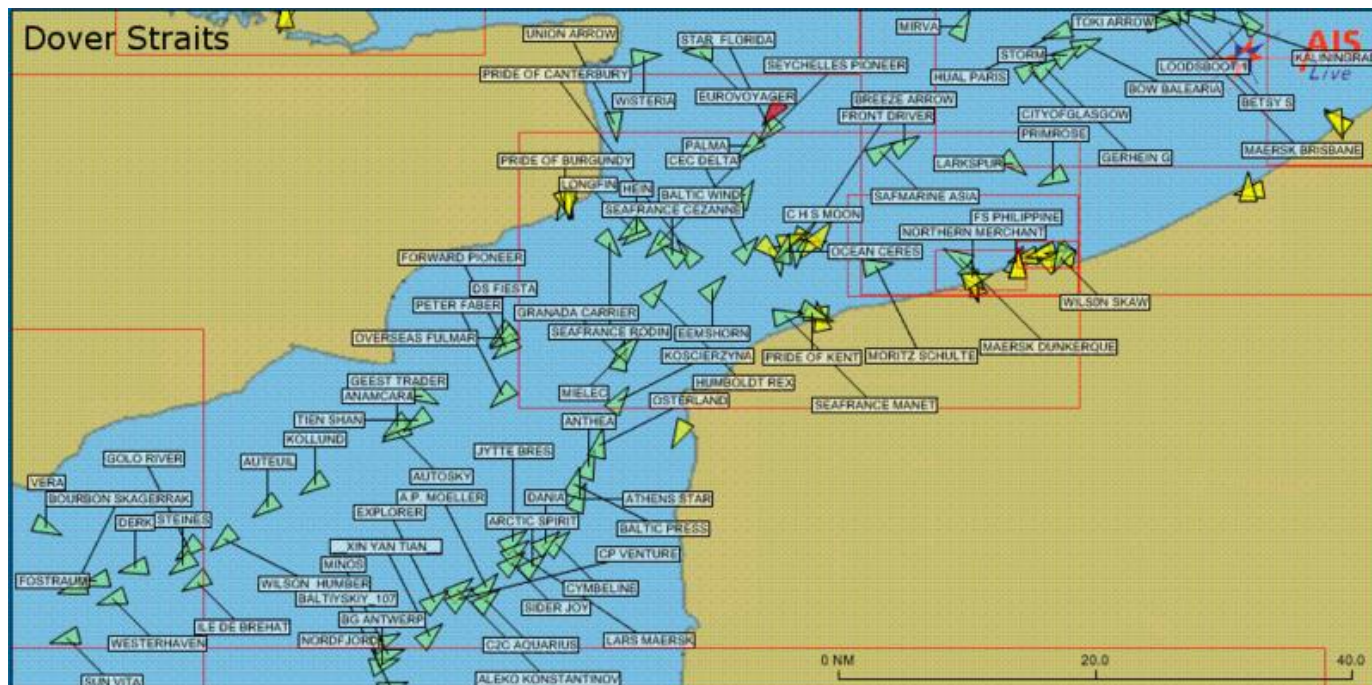 Dover Straits
UNION ARROW
STAR FLORIDA
SEYCHELLES PIONEER
MIRVA
TOKI ARROW
AIS
Live
PRIDE OF CANTERBURY
WISTERIA
EUROVOYAGER
BREEZE ARROW
FRONT DRIVER
STORM
HUAL PARIS
LOODSBOOT 1
KALININGRAD
BOW BALEARIA
BETSY S
CITYOFGLASGOW
PRIMROSE
GERHEIN G
MAERSK BRISBANE
PALMA
CEC DELTA
LARKSPUR
PRIDE OF BURGUNDY
LONGFIN
HEIN
BALTIC WIND
SEAFRANCE CEZANNE
SAFMARINE ASIA
C H S MOON
FS PHILIPPINE
NORTHERN MERCHANT
OCEAN CERES
FORWARD PIONEER
DS FIESTA
PETER FABER
OVERSEAS FULMAR
GRANADA CARRIER
SEAFRANCE RODIN
EEMSHORN
WILSON SKAW
KOSCIERZYNA
PRIDE OF KENT
MORITZ SCHULTE
MAERSK DUNKERQUE
HUMBOLDT REX
MIELEC
OSTERLAND
SEAFRANCE MANET
GEEST TRADER
ANAMCARA
TIEN SHAN
KOLLUND
ANTHEA
JYTTE BRES
GOLO RIVER
AUTEUIL
AUTOSKY
VERA
BOURBON SKAGERRAK
A.P. MOELLER
DANIA
ATHENS STAR
EXPLORER
DERK
STEINES
ARCTIC SPIRIT
BALTIC PRESS
XIN YAN TIAN
CP VENTURE
MINOS
FOSTRAUM
WILSON HUMBER
CYMBELINE
BALTIYSKIY_107
SIDER JOY
BG ANTWERP
ILE DE BREHAT
NORDFJORD
WESTERHAVEN
C2C AQUARIUS
LARS MAERSK
SUN VITA
ALEKO KONSTANTINOV
0 NM
20.0
40.0